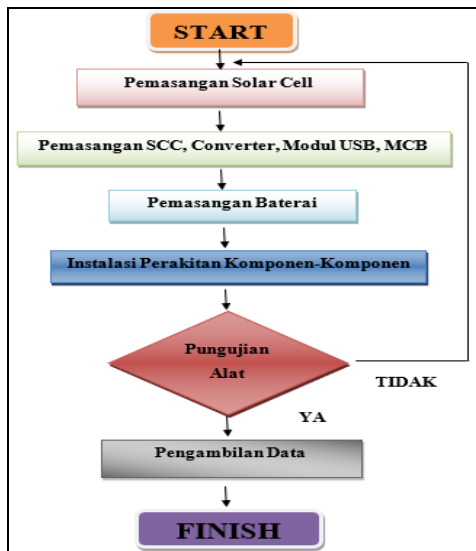 START
Pemasangan Solar Cell
Pemasangan SCC, Converter, Modul USB, MCB
Pemasangan Baterai
Instalasi Perakitan Komponen-Komponen
Pungujian
Alat
TIDAK
YA
Pengambilan Data
FINISH